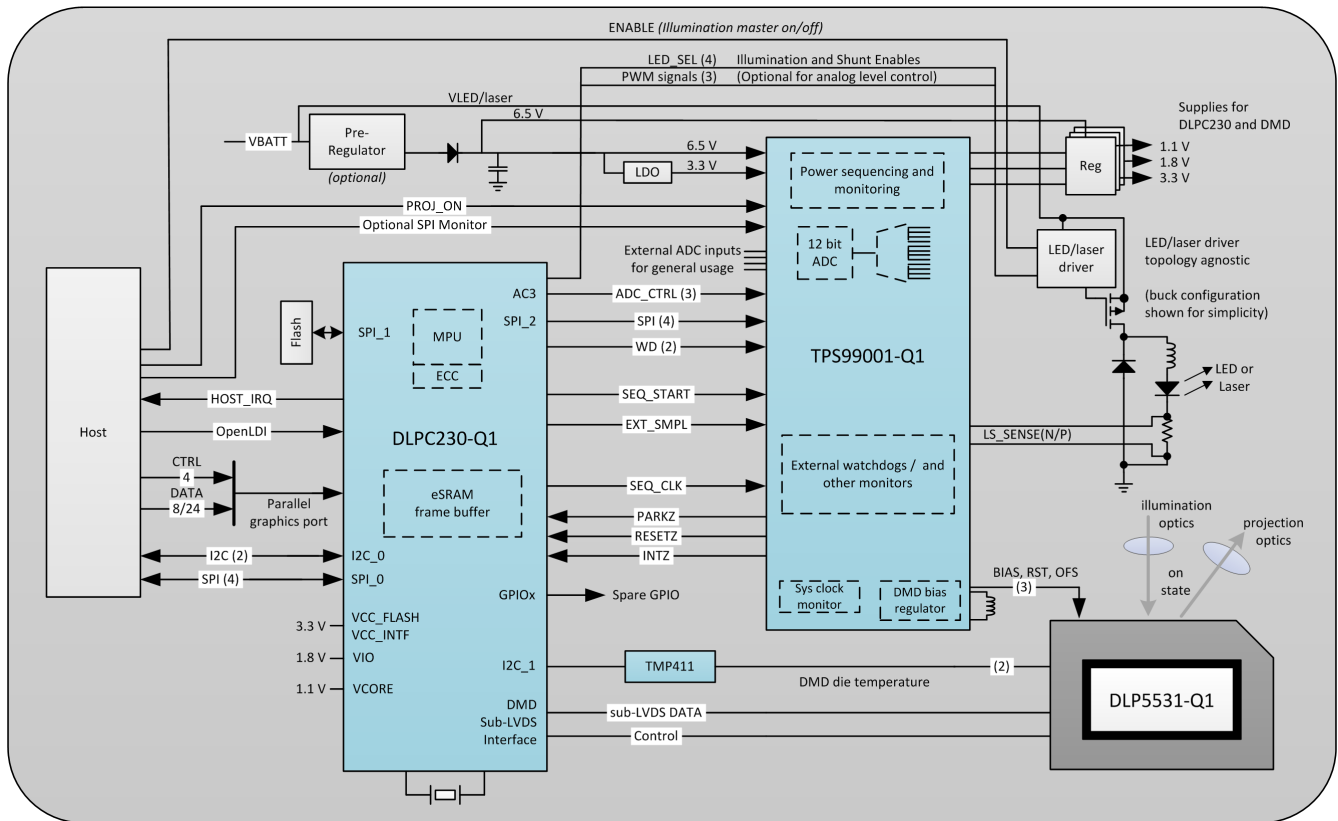 ENABLE (Illumination master on/off)
LED_SEL (4) Illumination and Shunt Enables
PWM signals (3) (Optional for analog level control)
VLED/laser
6.5 V
VBATT
Pre-
Regulator
(optional)
6.5 V
LDO
3.3 V
Supplies for
DLPC230 and DMD
Reg
1.1 V
1.8 V
3.3 V
Power sequencing and
monitoring
PROJ_ON
Optional SPI Monitor
External ADC inputs
for general usage
12 bit
ADC
LED/laser
driver
LED/laser driver
topology agnostic
(buck configuration
shown for simplicity)
Host
Flash
SPI_1
MPU
ECC
AC3
SPI_2
ADC_CTRL (3)
SPI (4)
WD (2)
TPS99001-Q1
LED or
Laser
HOST_IRQ
OpenLDI
DLPC230-Q1
SEQ_START
EXT_SMPL
LS_SENSE(N/P)
CTRL
4
DATA
8/24
Parallel
graphics port
eSRAM
frame buffer
External watchdogs / and
other monitors
SEQ_CLK
PARKZ
RESETZ
INTZ
illumination
optics
projection
optics
on
state
I2C (2)
I2C_0
SPI (4)
SPI_0
GPIOx
Spare GPIO
Sys clock
monitor
DMD bias
regulator
BIAS, RST, OFS
(3)
3.3 V
VCC_FLASH
VCC_INTF
1.8 V
VIO
1.1 V
VCORE
I2C_1
TMP411
(2)
DMD die temperature
DLP5531-Q1
DMD
Sub-LVDS
Interface
sub-LVDS DATA
Control